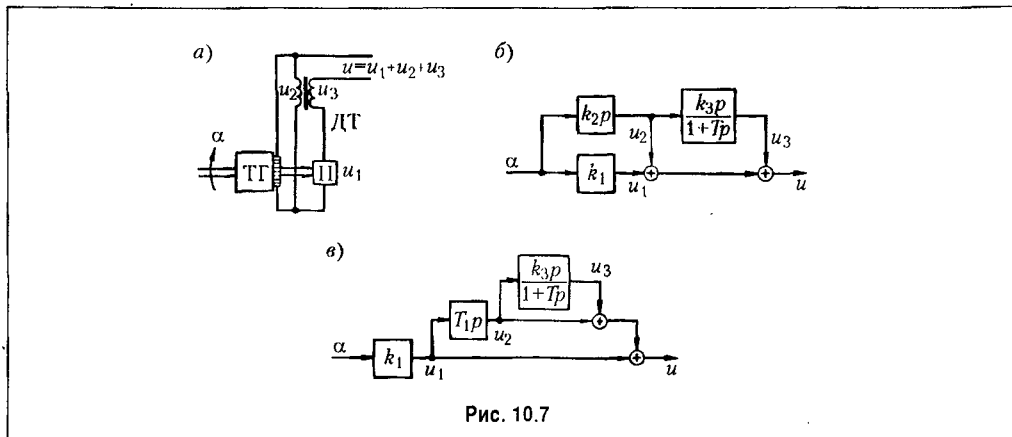 а)
u=u₁+u₂+u₃
u₂
u₃
ДТ
α
ТГ
П
u₁
б)
k₂p
k₃p
1+Tp
u₂
u₃
α
k₁
u₁
u
в)
k₃p
1+Tp
u₃
T₁p
u₂
α
k₁
u₁
u
Рис. 10.7